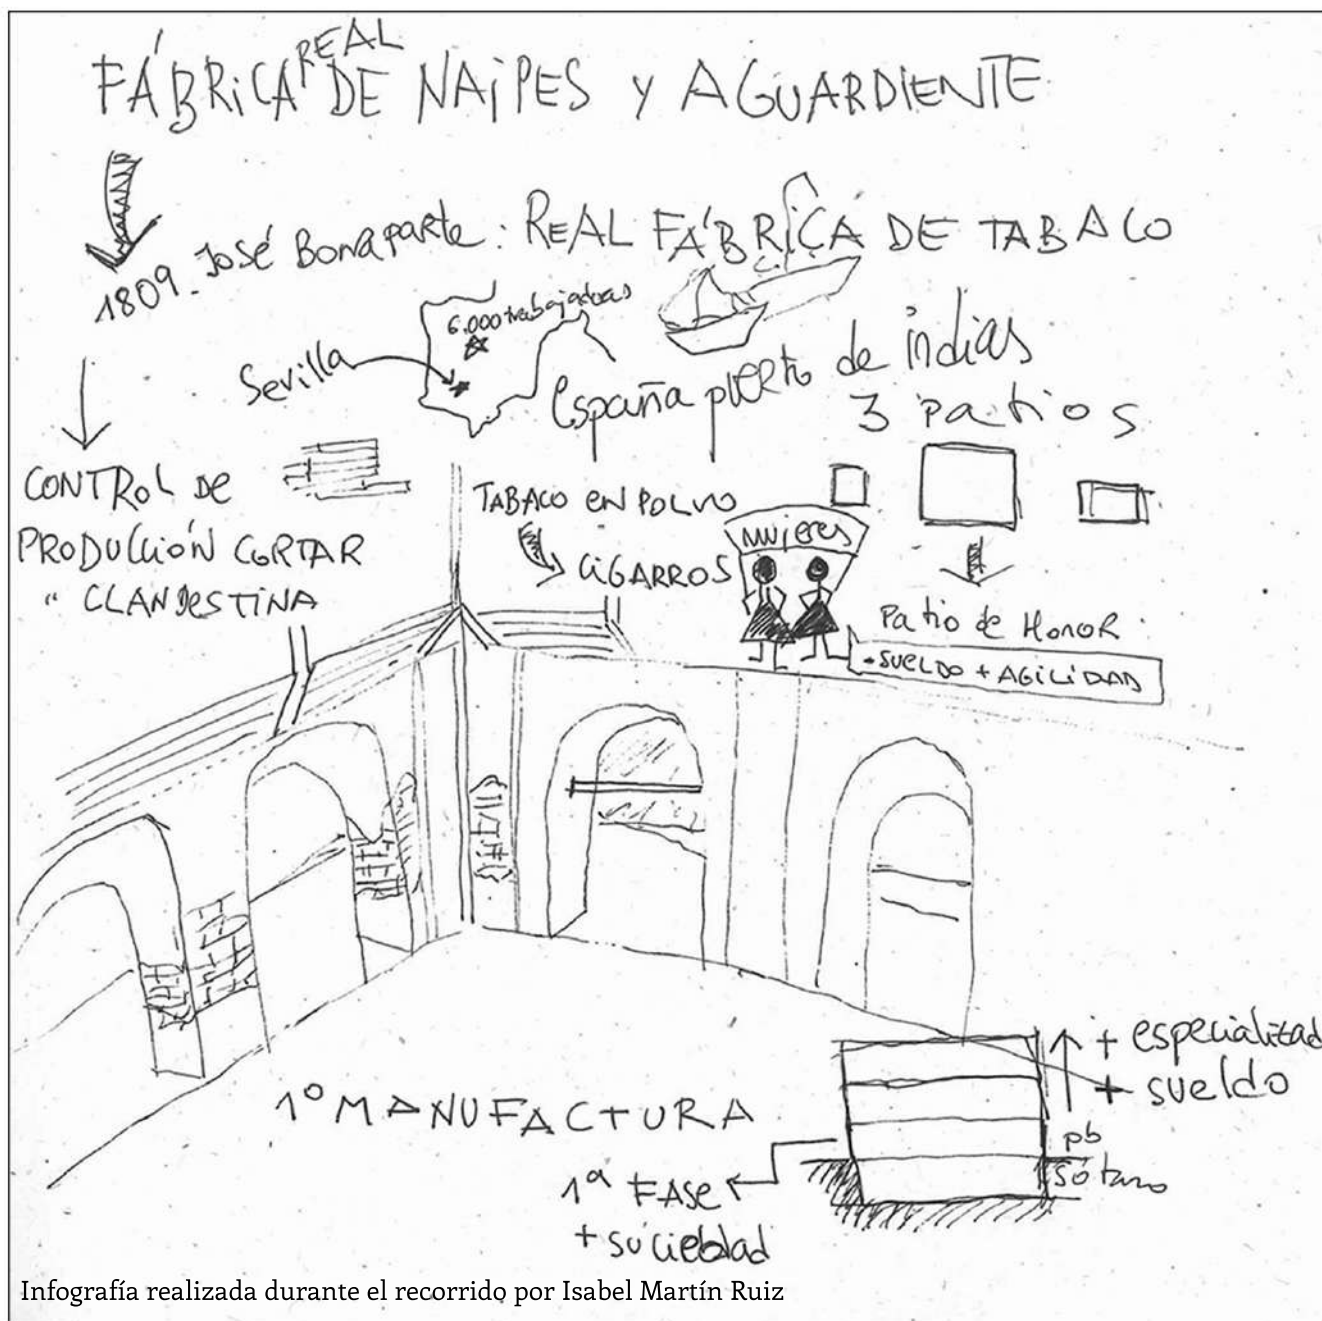 FÁBRICA REAL DE NAIPES Y AGUARDIENTE
1809. José Bonaparte: REAL FÁBRICA DE TABACO
6.000 trabajadoras
Sevilla
España puerto de indias
3 patios
CONTROL DE
PRODUCCIÓN CORTAR
" CLANDESTINA
TABACO EN POLVO
CIGARROS
MUJERES
Patio de HONOR
- SUELDO + AGILIDAD
+ especialidad
+ sueldo
pb
sótano
1º MANUFACTURA
1ª FASE
+ suciedad
Infografía realizada durante el recorrido por Isabel Martín Ruiz